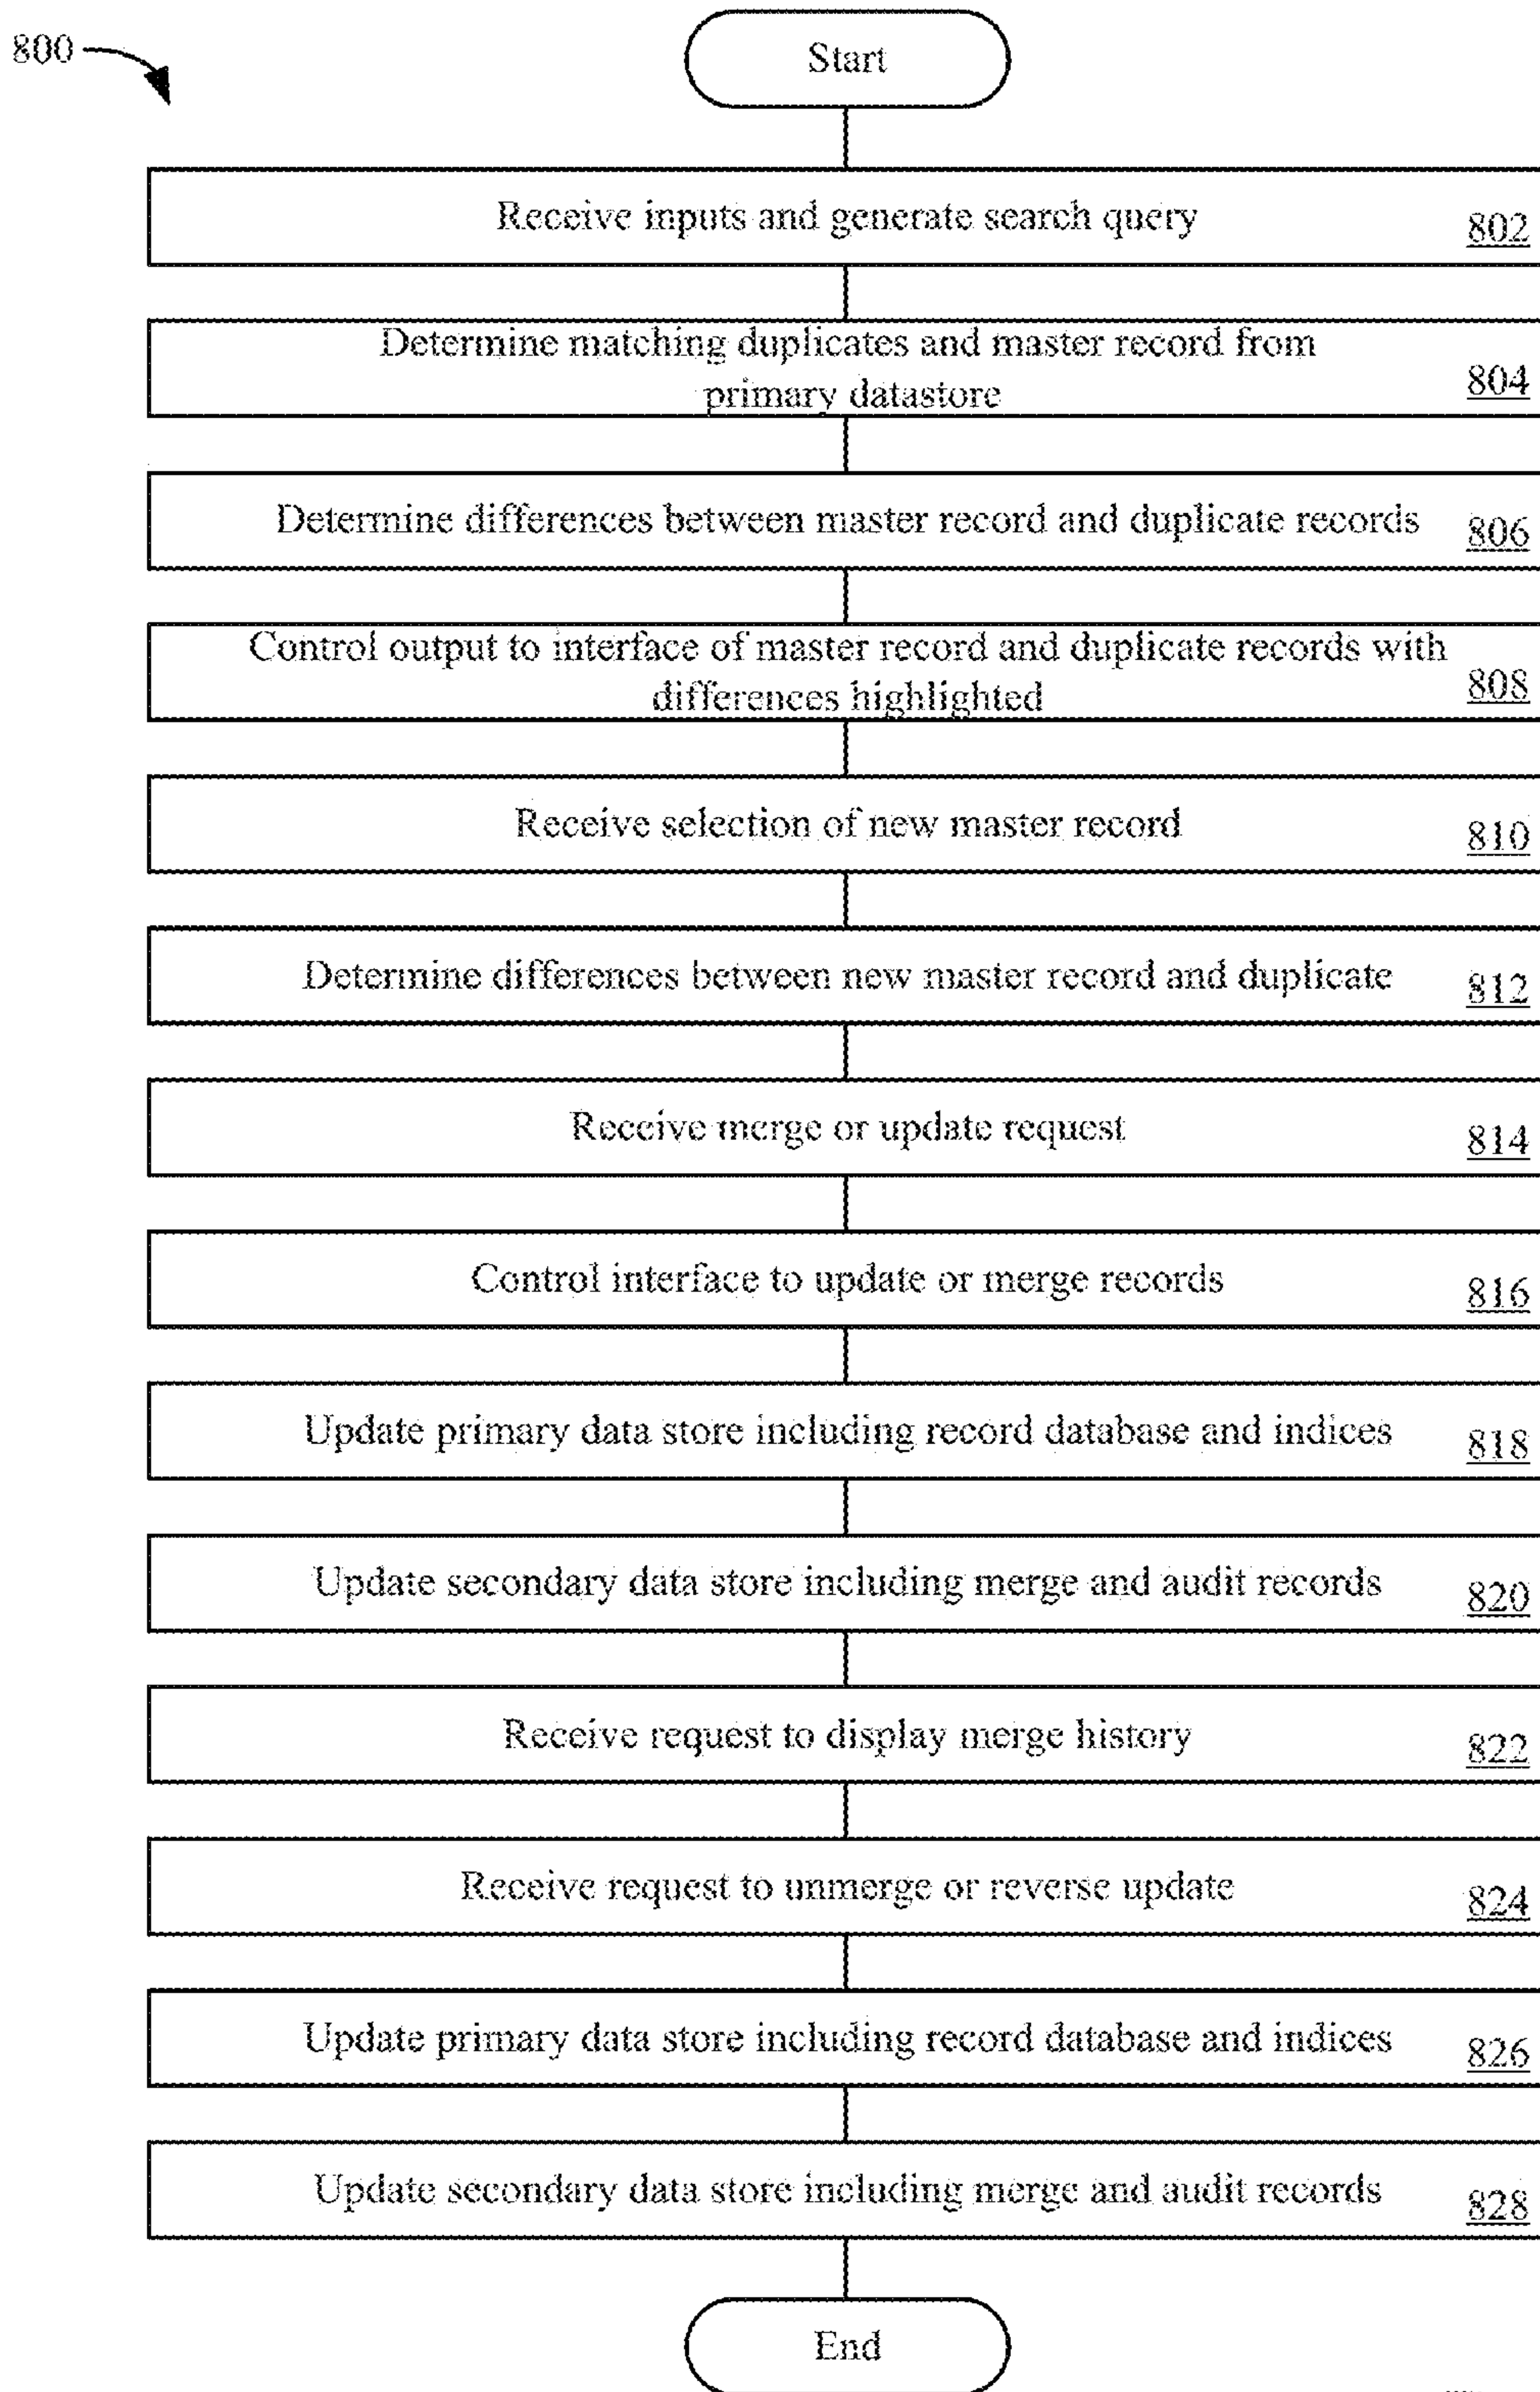 800
Start
Receive inputs and generate search query
802
Determine matching duplicates and master record from
primary datastore
804
Determine differences between master record and duplicate records
806
Control output to interface of master record and duplicate records with
differences highlighted
808
Receive selection of new master record
810
Determine differences between new master record and duplicate
812
Receive merge or update request
814
Control interface to update or merge records
816
Update primary data store including record database and indices
818
Update secondary data store including merge and audit records
820
Receive request to display merge history
822
Receive request to unmerge or reverse update
824
Update primary data store including record database and indices
826
Update secondary data store including merge and audit records
828
End